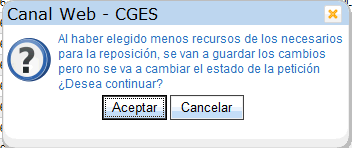 Canal Web - CGES
Al haber elegido menos recursos de los necesarios
para la reposición, se van a guardar los cambios
pero no se va a cambiar el estado de la petición
¿Desea continuar?
Aceptar Cancelar